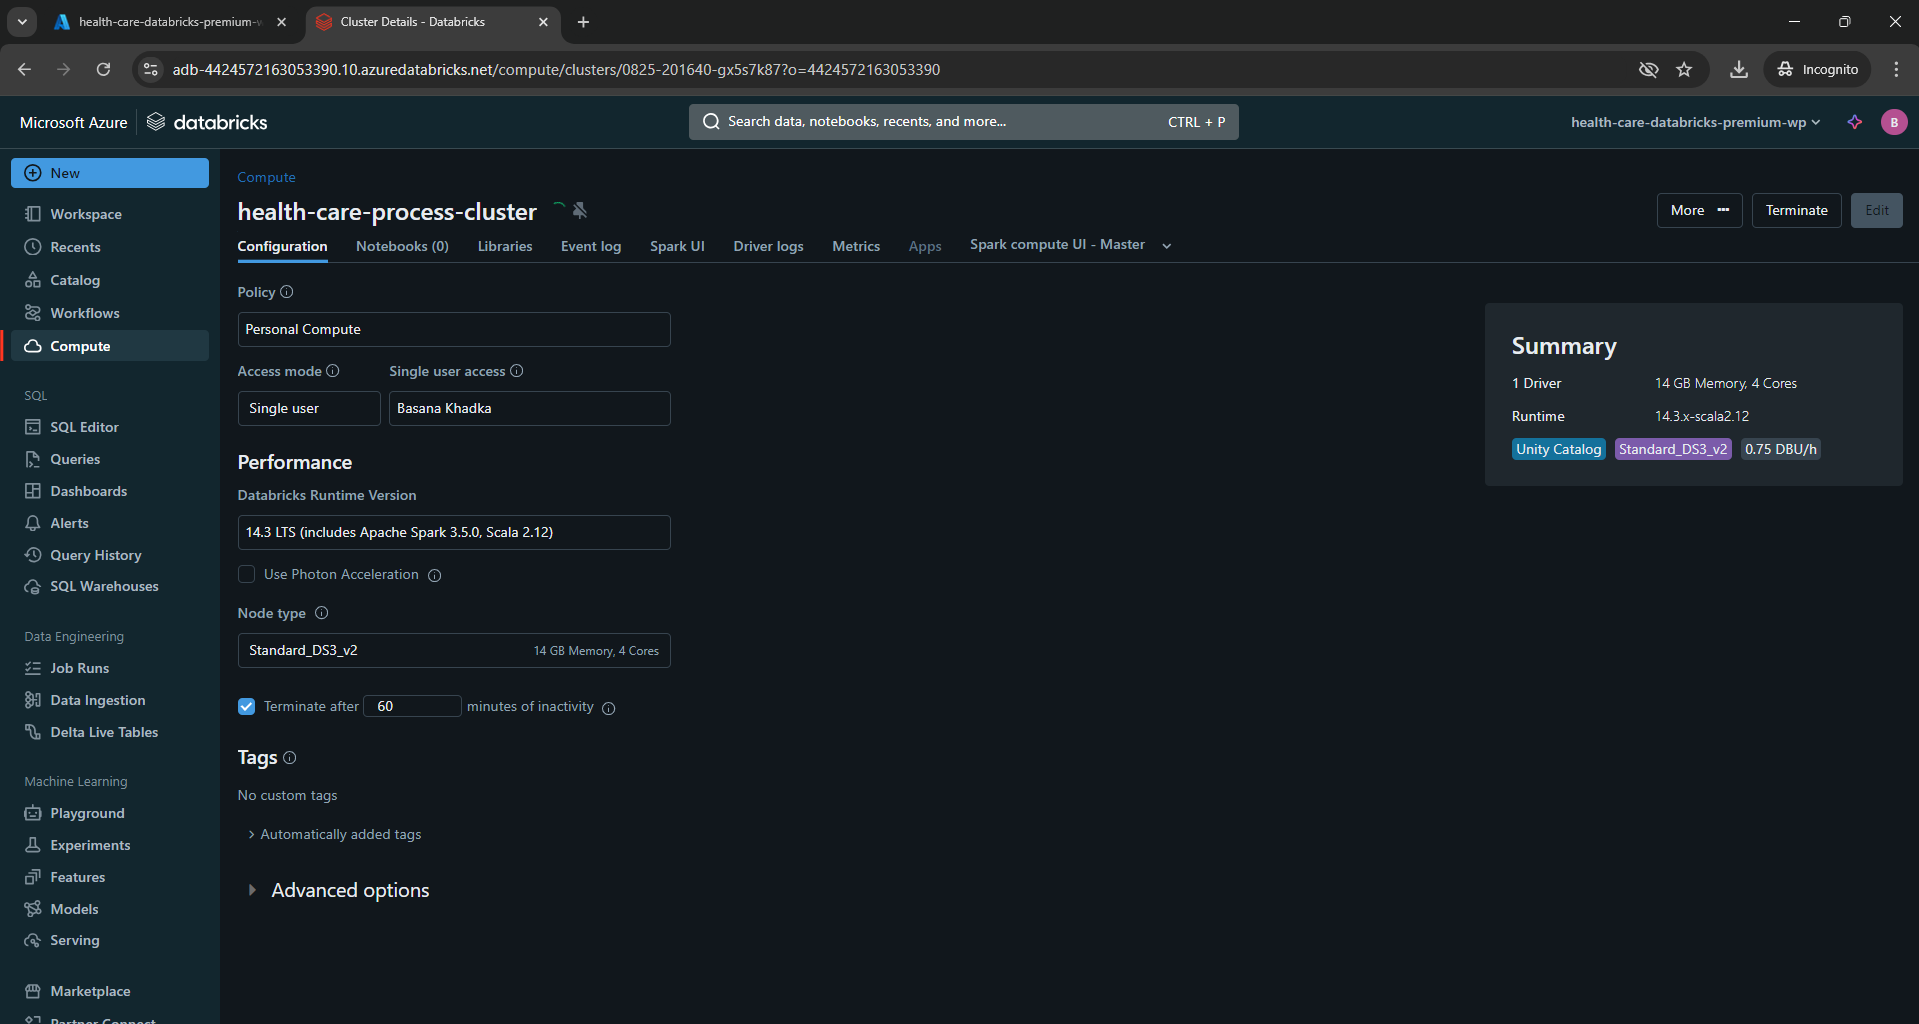 health-care-databricks-premium-w
Cluster Details - Databricks
adb-4424572163053390.10.azuredatabricks.net/compute/clusters/0825-201640-gx5s7k87?o=4424572163053390
Incognito
Microsoft Azure
databricks
Search data, notebooks, recents, and more...
CTRL + P
health-care-databricks-premium-wp
B
New
Workspace
Recents
Catalog
Workflows
Compute
SQL
SQL Editor
Queries
Dashboards
Alerts
Query History
SQL Warehouses
Data Engineering
Job Runs
Data Ingestion
Delta Live Tables
Machine Learning
Playground
Experiments
Features
Models
Serving
Marketplace
Partner Connect
Compute
health-care-process-cluster
More
Terminate
Edit
Configuration
Notebooks (0)
Libraries
Event log
Spark UI
Driver logs
Metrics
Apps
Spark compute UI - Master
Policy
Personal Compute
Access mode
Single user access
Single user
Basana Khadka
Performance
Databricks Runtime Version
14.3 LTS (includes Apache Spark 3.5.0, Scala 2.12)
Use Photon Acceleration
Node type
Standard_DS3_v2
14 GB Memory, 4 Cores
Terminate after 60 minutes of inactivity
Tags
No custom tags
Automatically added tags
Advanced options
Summary
1 Driver
14 GB Memory, 4 Cores
Runtime
14.3.x-scala2.12
Unity Catalog
Standard_DS3_v2
0.75 DBU/h